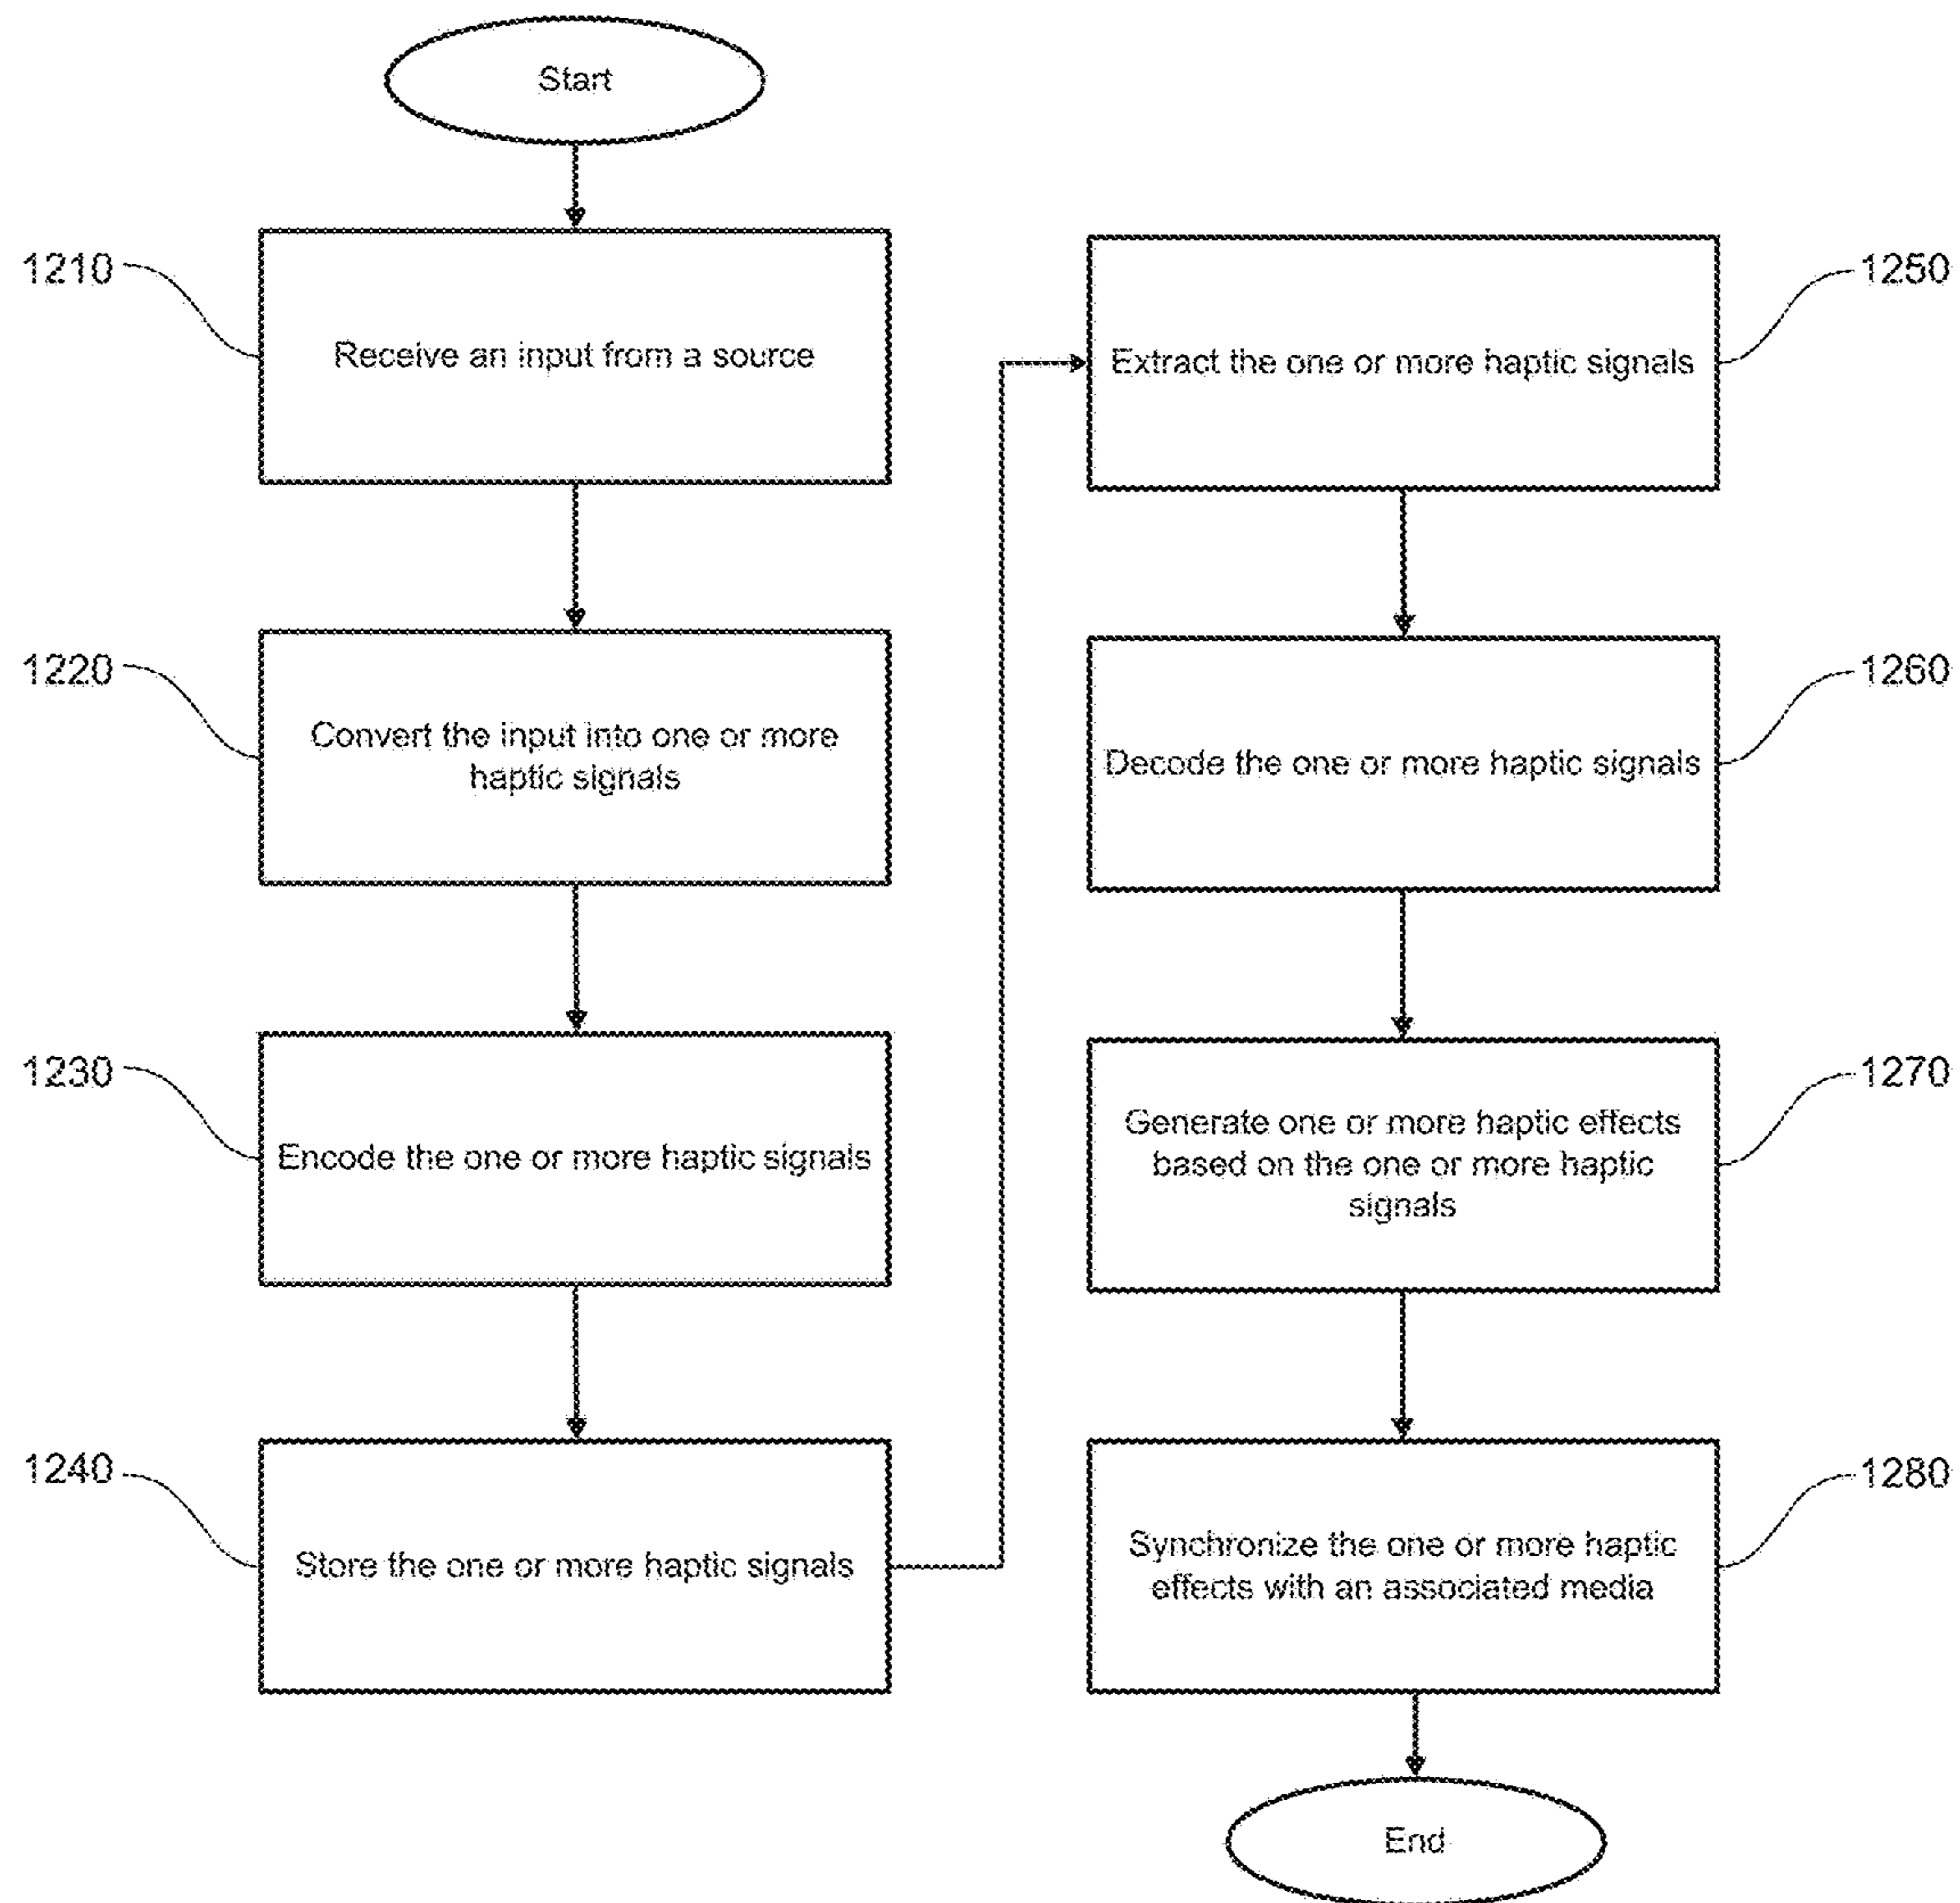 Start
1210
Receive an input from a source
1220
Convert the input into one or more
haptic signals
1230
Encode the one or more haptic signals
1240
Store the one or more haptic signals
1250
Extract the one or more haptic signals
1260
Decode the one or more haptic signals
1270
Generate one or more haptic effects
based on the one or more haptic
signals
1280
Synchronize the one or more haptic
effects with an associated media
End